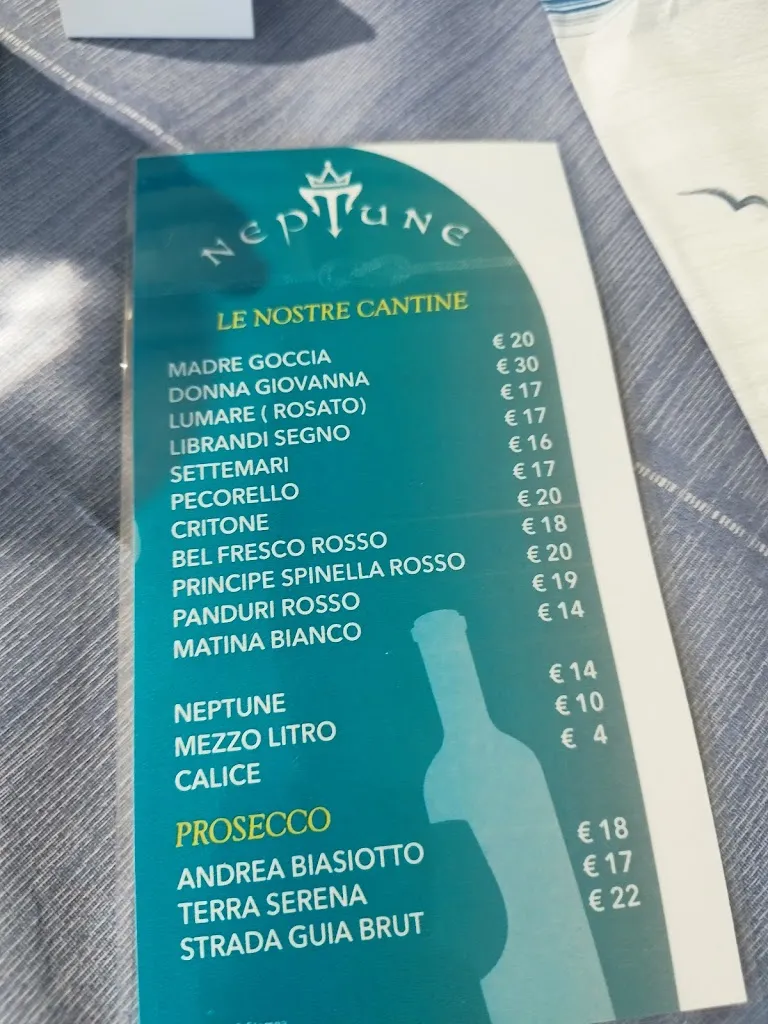 NEPTUNE
LE NOSTRE CANTINE
MADRE GOCCIA € 20
DONNA GIOVANNA € 30
LUMARE ( ROSATO) € 17
LIBRANDI SEGNO € 17
SETTEMARI € 16
PECORELLO € 17
CRITONE € 20
BEL FRESCO ROSSO € 18
PRINCIPE SPINELLA ROSSO € 20
PANDURI ROSSO € 19
MATINA BIANCO € 14
NEPTUNE € 14
MEZZO LITRO € 10
CALICE € 4
PROSECCO
ANDREA BIASIOTTO € 18
TERRA SERENA € 17
STRADA GUIA BRUT € 22